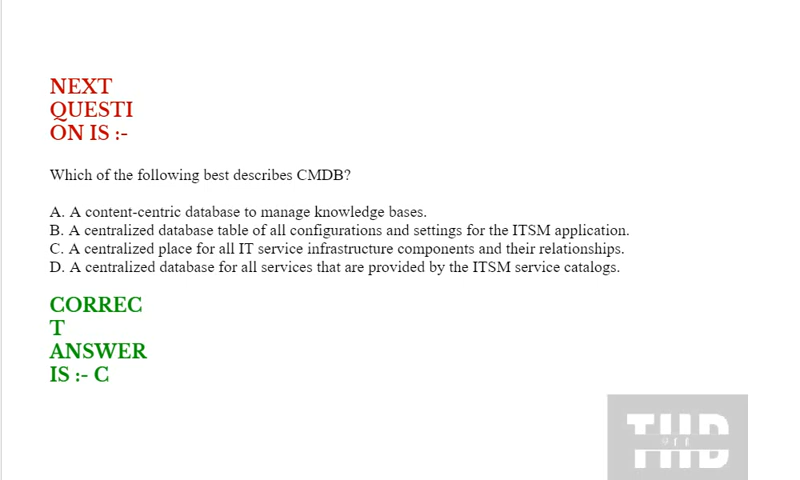 NEXT
QUESTI
ON IS :-
Which of the following best describes CMDB?
A. A content-centric database to manage knowledge bases.
B. A centralized database table of all configurations and settings for the ITSM application.
C. A centralized place for all IT service infrastructure components and their relationships.
D. A centralized database for all services that are provided by the ITSM service catalogs.
CORREC
T
ANSWER
IS :- C